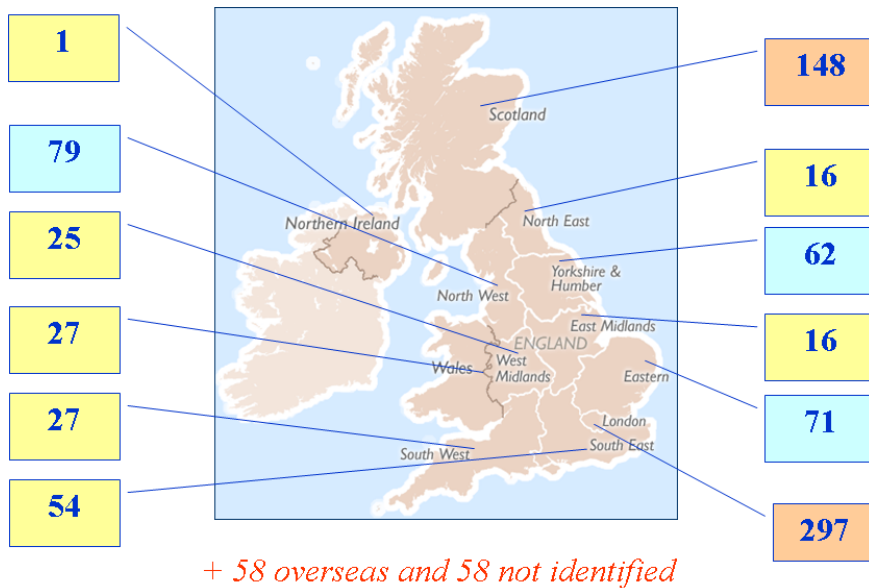 1
148
79
Scotland
16
Northern Ireland
North East
25
62
Yorkshire &
Humber
North West
27
East Midlands
16
ENGLAND
Wales
West
Midlands
Eastern
27
71
London
South West
South East
54
297
+ 58 overseas and 58 not identified